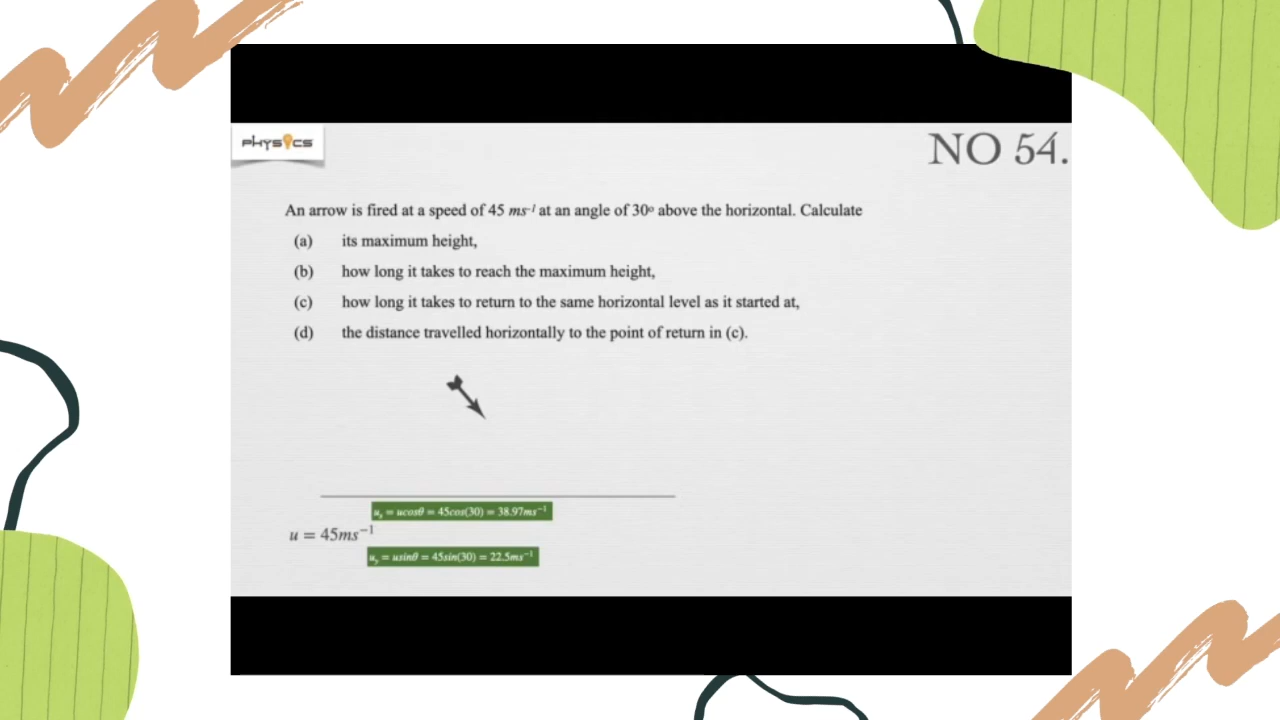 PHYSICS
NO 54.
An arrow is fired at a speed of 45 ms⁻¹ at an angle of 30° above the horizontal. Calculate
(a) its maximum height,
(b) how long it takes to reach the maximum height,
(c) how long it takes to return to the same horizontal level as it started at,
(d) the distance travelled horizontally to the point of return in (c).
= ucosθ = 45cos(30) = 38.97ms⁻¹
u = 45ms⁻¹
u_y = usinθ = 45sin(30) = 22.5ms⁻¹